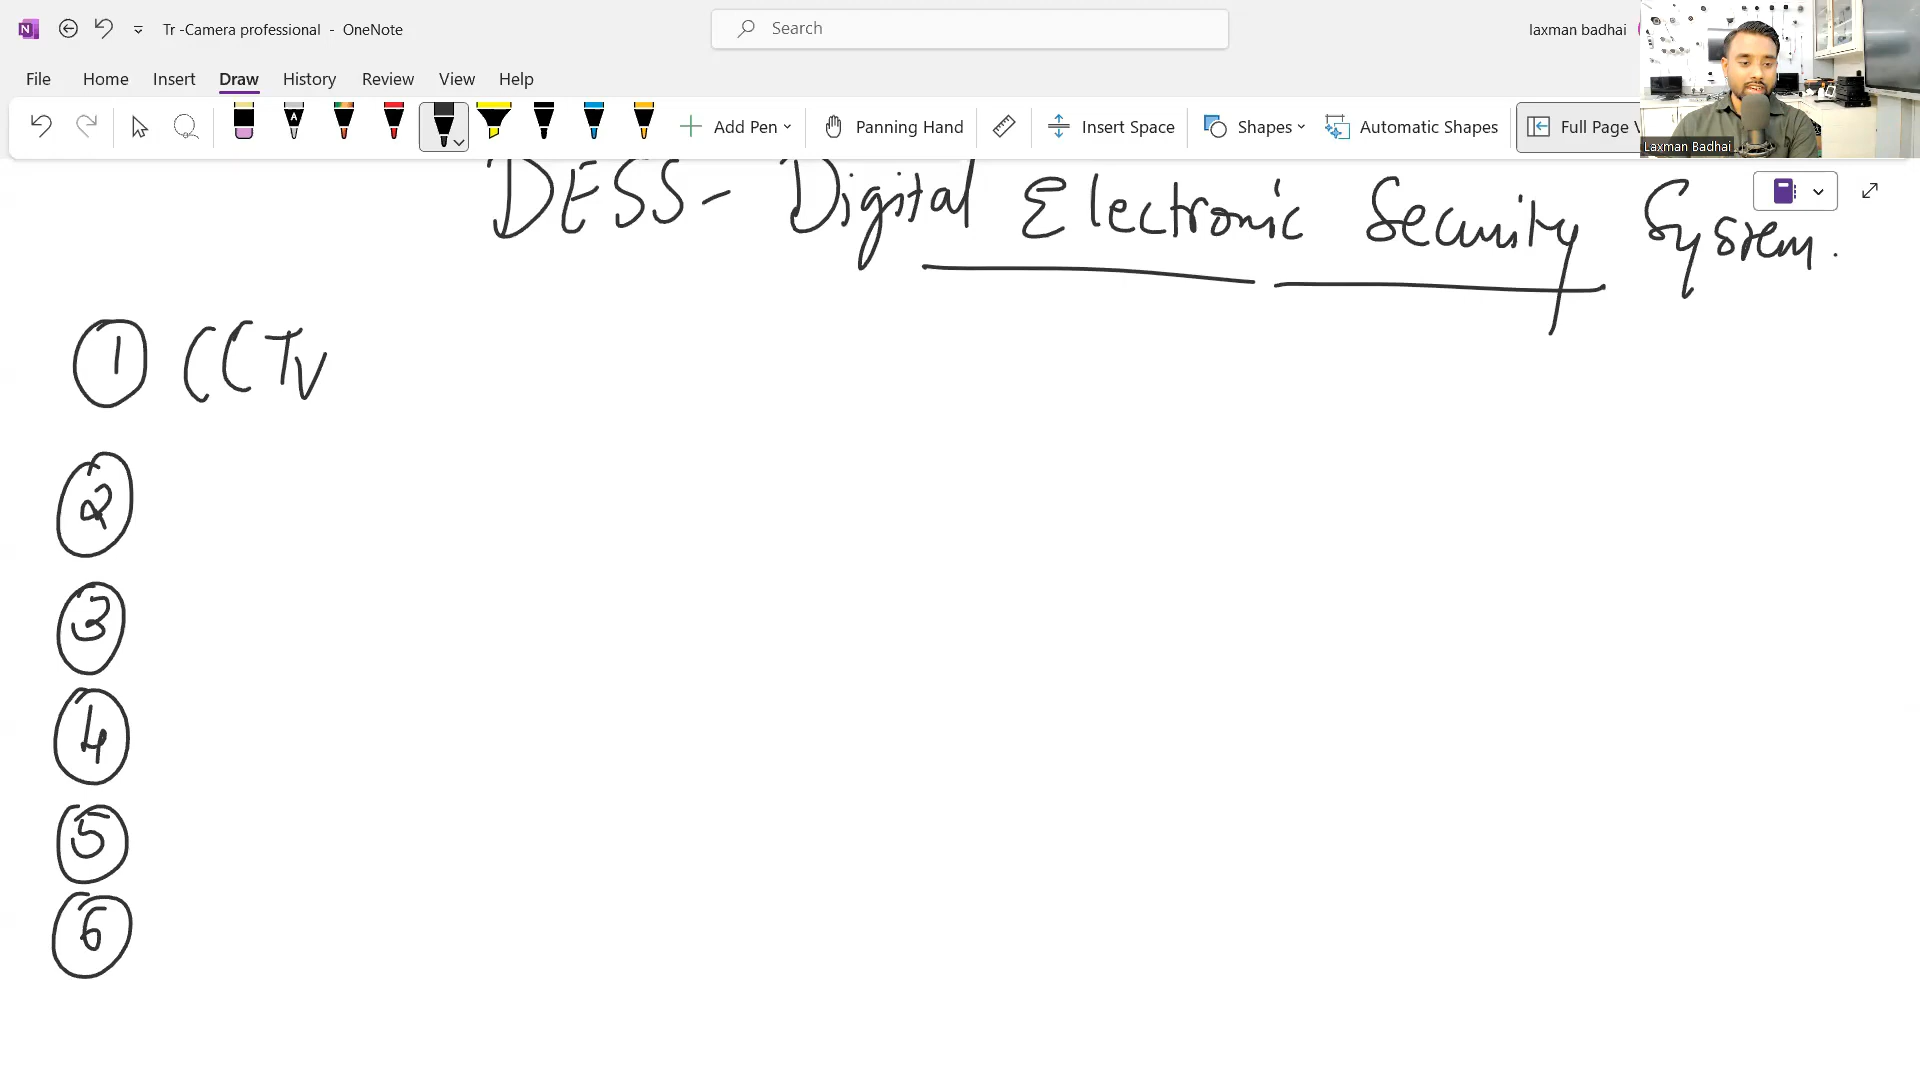 Tr -Camera professional - OneNote
Search
laxman badhai
File Home Insert Draw History Review View Help
Add Pen Panning Hand Insert Space Shapes Automatic Shapes Full Page V
Laxman Badhai
DESS - Digital Electronic Security System.
1 CCTV
2
3
4
5
6